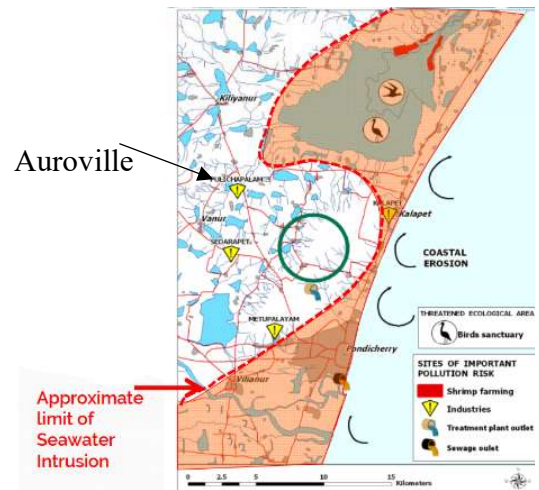 Kiliyanur
Auroville
PULICHAPALAM
KALAPET
Kalapet
Vanur
SEDARAPET
COASTAL
EROSION
THREATENED ECOLOGICAL AREA
Birds sanctuary
METUPALAYAM
Pondicherry
SITES OF IMPORTANT
POLLUTION RISK
Shrimp farming
Industries
Treatment plant outlet
Sewage oulet
Vilianur
Approximate
limit of
Seawater
Intrusion
0 2.5 5 10 15
Kilometers